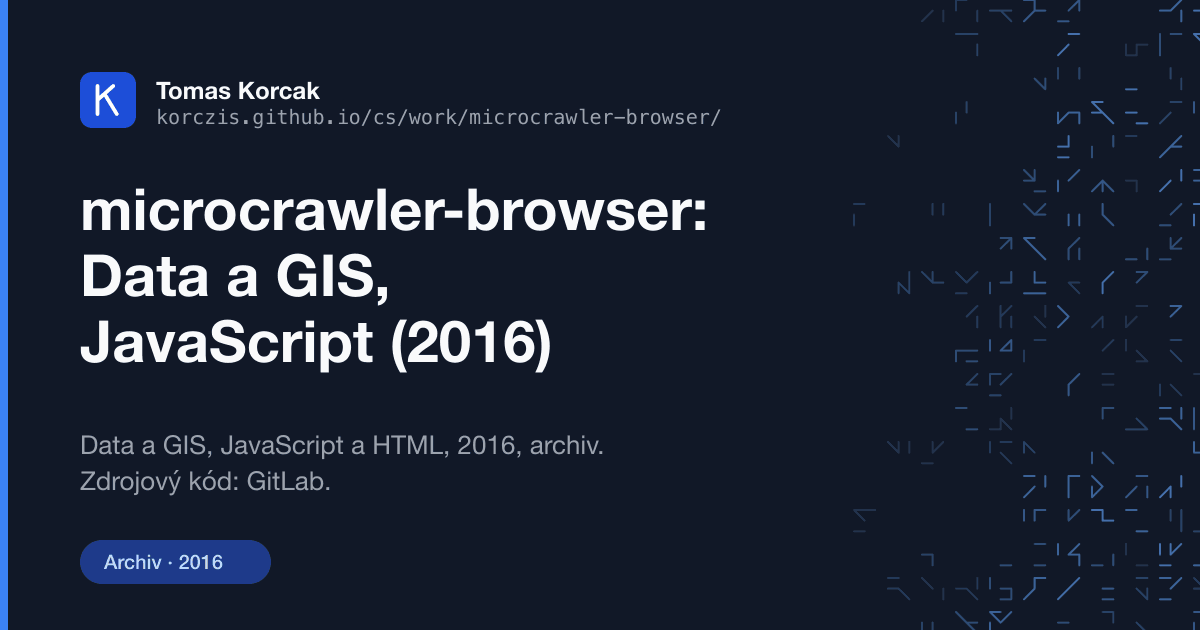 K
Tomas Korcak
korczis.github.io/cs/work/microcrawler-browser/
microcrawler-browser:
Data a GIS,
JavaScript (2016)
Data a GIS, JavaScript a HTML, 2016, archiv.
Zdrojový kód: GitLab.
Archiv · 2016